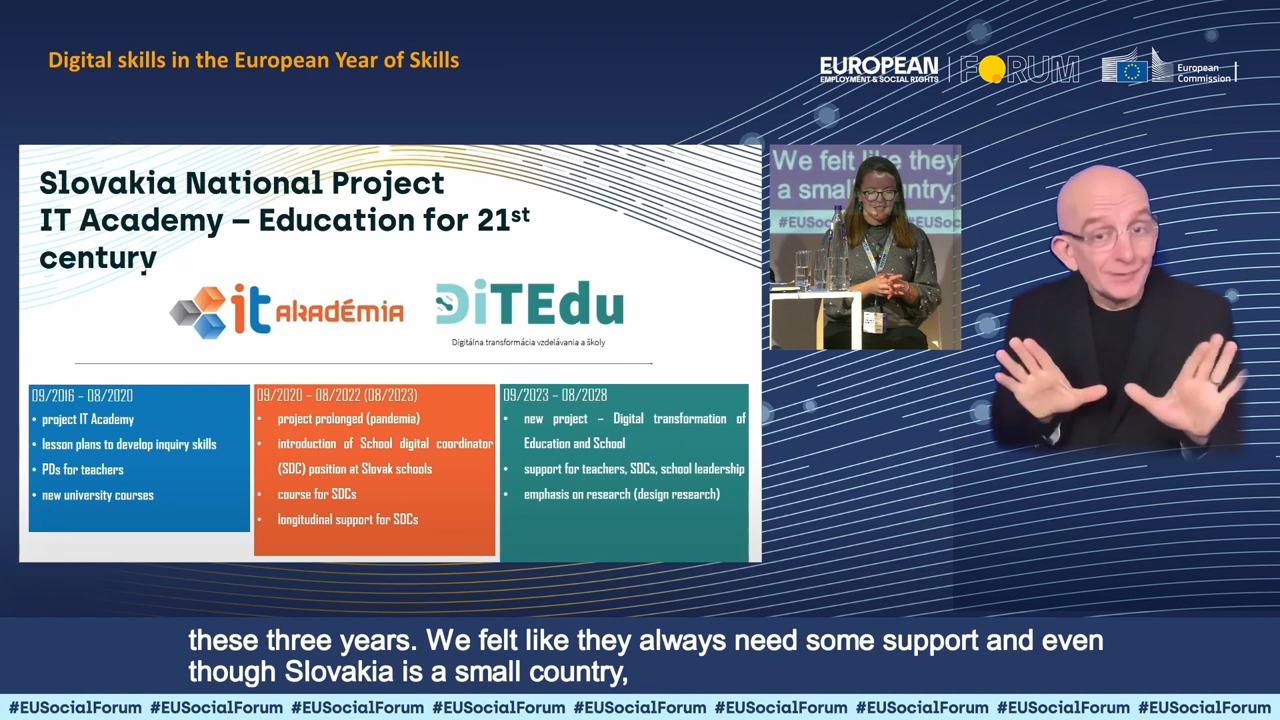 Digital skills in the European Year of Skills
EUROPEAN
EMPLOYMENT & SOCIAL RIGHTS
FORUM
European
Commission
Slovakia National Project
IT Academy – Education for 21st
century
it akadémia
DiTEdu
Digitálna transformácia vzdelávania a školy
09/2016 – 08/2020
• project IT Academy
• lesson plans to develop inquiry skills
• PDs for teachers
• new university courses
09/2020 – 08/2022 (08/2023)
• project prolonged (pandemia)
• introduction of School digital coordinator
(SDC) position at Slovak schools
• course for SDCs
• longitudinal support for SDCs
09/2023 – 08/2028
• new project – Digital transformation of
Education and School
• support for teachers, SDCs, school leadership
• emphasis on research (design research)
We felt like they
a small country,
#EUSoc
#EUSoc
these three years. We felt like they always need some support and even
though Slovakia is a small country,
#EUSocialForum #EUSocialForum #EUSocialForum #EUSocialForum #EUSocialForum #EUSocialForum #EUSocialForum #EUSocialForum #EUSocialForum